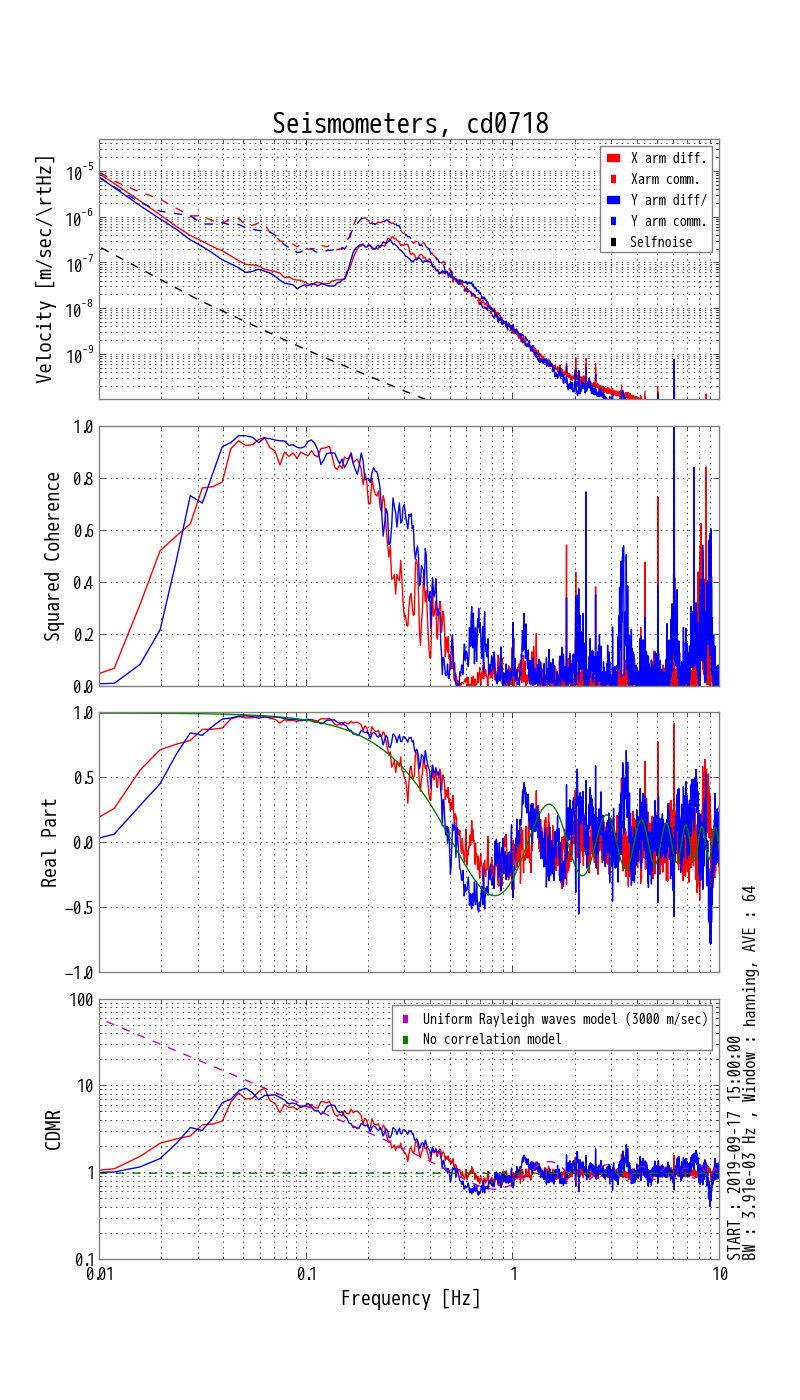 Seismometers, cd0718
Velocity [m/sec/\rtHz]
10^-5
10^-6
10^-7
10^-8
10^-9
X arm diff.
Xarm comm.
Y arm diff/
Y arm comm.
Selfnoise
Squared Coherence
1.0
0.8
0.6
0.4
0.2
0.0
Real Part
1.0
0.5
0.0
−0.5
−1.0
CDMR
100
10
1
0.1
Uniform Rayleigh waves model (3000 m/sec)
No correlation model
0.01 0.1 1 10
Frequency [Hz]
START : 2019-09-17 15:00:00
BW : 3.91e-03 Hz , Window : hanning, AVE : 64